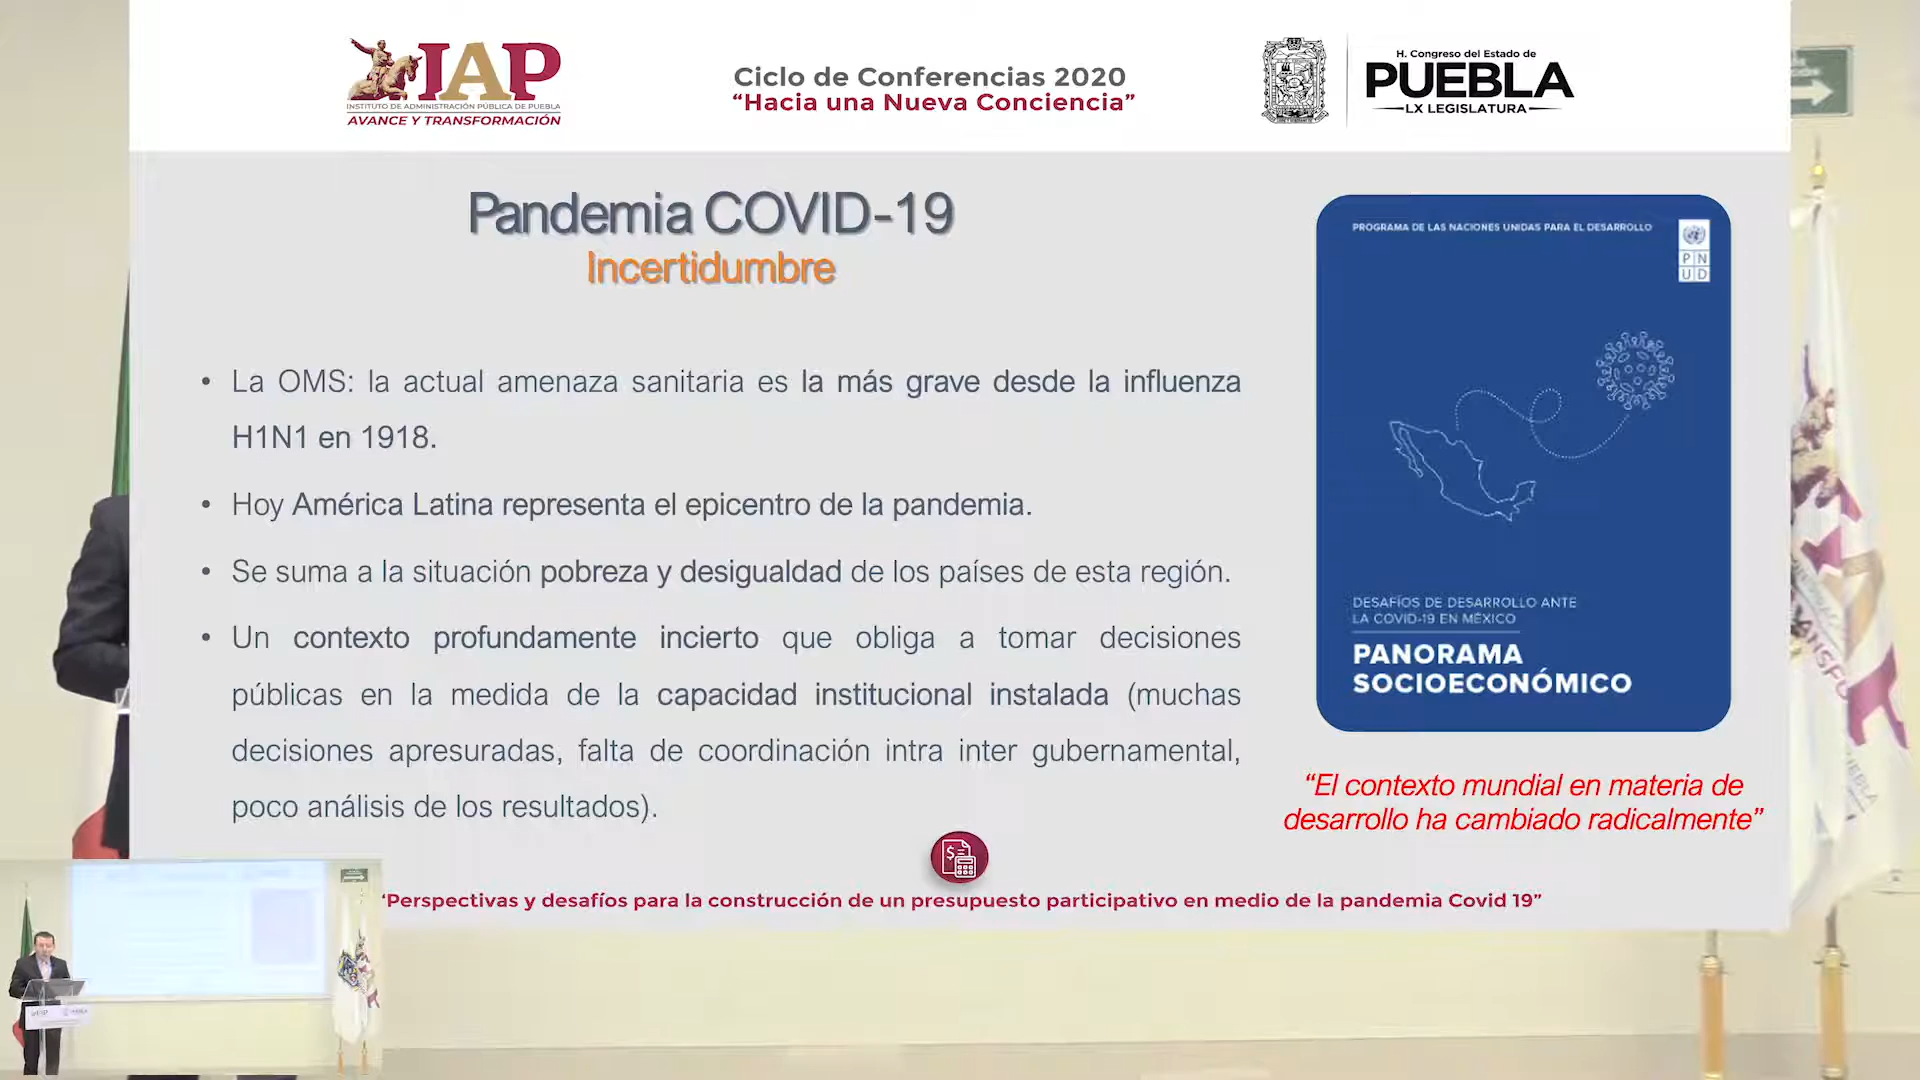 IAP
INSTITUTO DE ADMINISTRACIÓN PÚBLICA DE PUEBLA
AVANCE Y TRANSFORMACIÓN
Ciclo de Conferencias 2020
“Hacia una Nueva Conciencia”
H. Congreso del Estado de
PUEBLA
LX LEGISLATURA
Pandemia COVID-19
Incertidumbre
• La OMS: la actual amenaza sanitaria es la más grave desde la influenza
H1N1 en 1918.
• Hoy América Latina representa el epicentro de la pandemia.
• Se suma a la situación pobreza y desigualdad de los países de esta región.
• Un contexto profundamente incierto que obliga a tomar decisiones
públicas en la medida de la capacidad institucional instalada (muchas
decisiones apresuradas, falta de coordinación intra inter gubernamental,
poco análisis de los resultados).
PROGRAMA DE LAS NACIONES UNIDAS PARA EL DESARROLLO
P N
U D
DESAFÍOS DE DESARROLLO ANTE
LA COVID-19 EN MÉXICO
PANORAMA
SOCIOECONÓMICO
“El contexto mundial en materia de
desarrollo ha cambiado radicalmente”
‘Perspectivas y desafíos para la construcción de un presupuesto participativo en medio de la pandemia Covid 19”